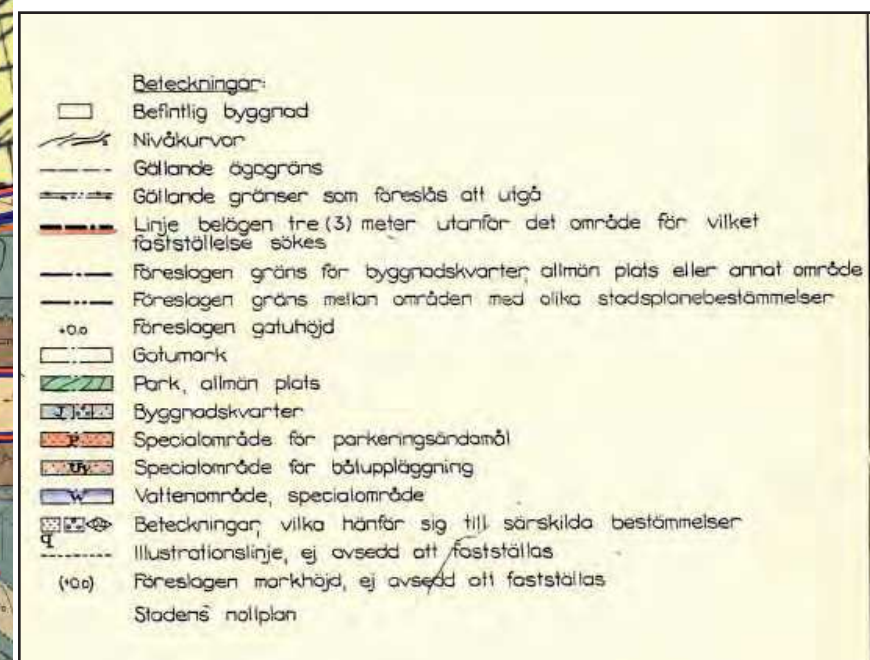 Beteckningar:
Befintlig byggnad
Nivåkurvor
Gällande ägogräns
Gällande gränser som föreslås att utgå
Linje belägen tre (3) meter utanför det område för vilket
fastställelse sökes
Föreslagen gräns för byggnadskvarter, allmän plats eller annat område
Föreslagen gräns mellan områden med olika stadsplanebestämmelser
+0.0 Föreslagen gatuhöjd
Gatumark
Park, allmän plats
J Byggnadskvarter
P Specialområde för parkeringsändamål
Uv Specialområde för båluppläggning
W Vattenområde, specialområde
q Beteckningar, vilka hänför sig till särskilda bestämmelser
Illustrationslinje, ej avsedd att fastställas
(+0.0) Föreslagen markhöjd, ej avsedd att fastställas
Stadens nollplan